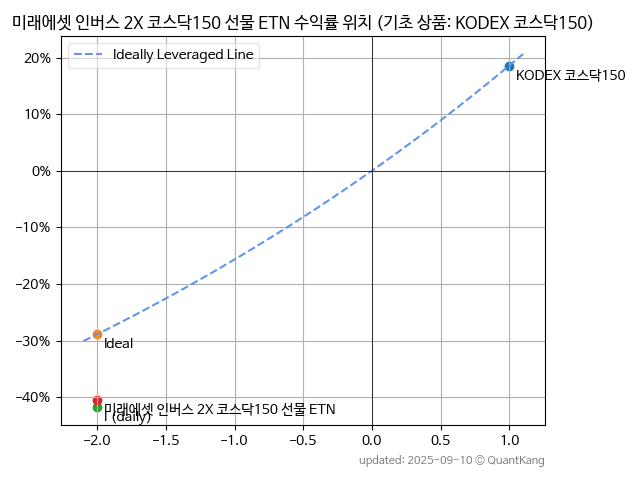 미래에셋 인버스 2X 코스닥150 선물 ETN 수익률 위치 (기초 상품: KODEX 코스닥150)
Ideally Leveraged Line
20%
10%
0%
−10%
−20%
−30%
−40%
KODEX 코스닥150
Ideal
미래에셋 인버스 2X 코스닥150 선물 ETN
(daily)
−2.0 −1.5 −1.0 −0.5 0.0 0.5 1.0
updated: 2025-09-10 © QuantKang